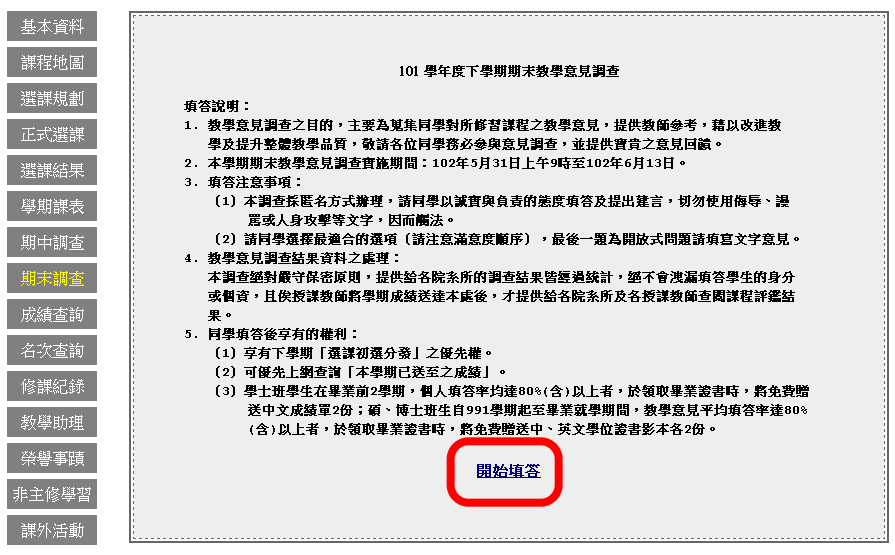 基本資料
課程地圖
選課規劃
正式選課
選課結果
學期課表
期中調查
期末調查
成績查詢
名次查詢
修課紀錄
教學助理
榮譽事蹟
非主修學習
課外活動
101 學年度下學期期末教學意見調查
填答說明：
1. 教學意見調查之目的，主要為蒐集同學對所修習課程之教學意見，提供教師參考，藉以改進教
學及提升整體教學品質，敬請各位同學務必參與意見調查，並提供寶貴之意見回饋。
2. 本學期期末教學意見調查實施期間：102年5月31日上午9時至102年6月13日。
3. 填答注意事項：
（1）本調查採匿名方式辦理，請同學以誠實與負責的態度填答及提出建言，切勿使用侮辱、謾
罵或人身攻擊等文字，因而觸法。
（2）請同學選擇最適合的選項（請注意滿意度順序），最後一題為開放式問題請填寫文字意見。
4. 教學意見調查結果資料之處理：
本調查絕對嚴守保密原則，提供給各院系所的調查結果皆經過統計，絕不會洩漏填答學生的身分
或個資，且俟授課教師將學期成績送達本處後，才提供給各院系所及各授課教師查閱課程評鑑結
果。
5. 同學填答後享有的權利：
（1）享有下學期「選課初選分發」之優先權。
（2）可優先上網查詢「本學期已送至之成績」。
（3）學士班學生在畢業前2學期，個人填答率均達80%(含)以上者，於領取畢業證書時，將免費贈
送中文成績單2份；碩、博士班生自991學期起至畢業就學期間，教學意見平均填答率達80%
(含)以上者，於領取畢業證書時，將免費贈送中、英文學位證書影本各2份。
開始填答